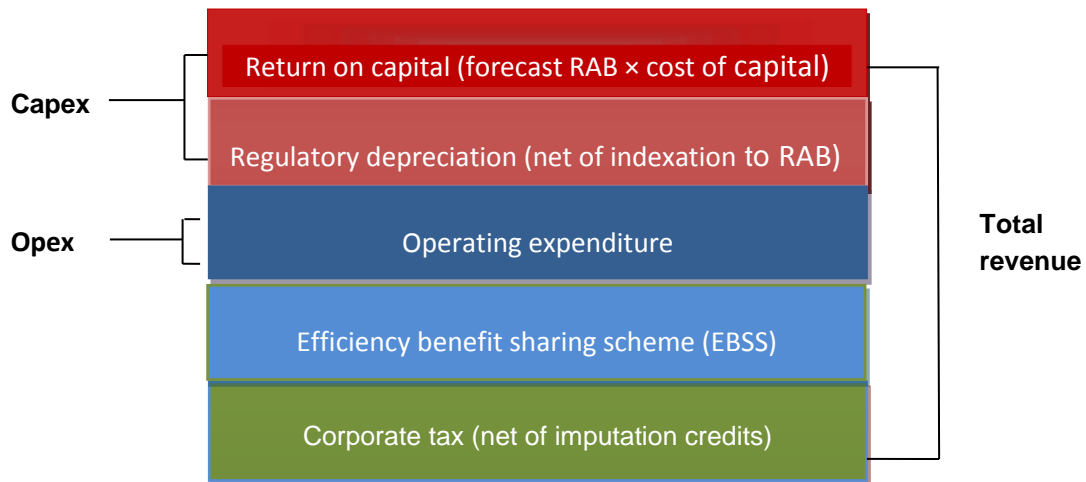 Return on capital (forecast RAB × cost of capital)
Capex
Regulatory depreciation (net of indexation to RAB)
Opex
Operating expenditure
Total
revenue
Efficiency benefit sharing scheme (EBSS)
Corporate tax (net of imputation credits)